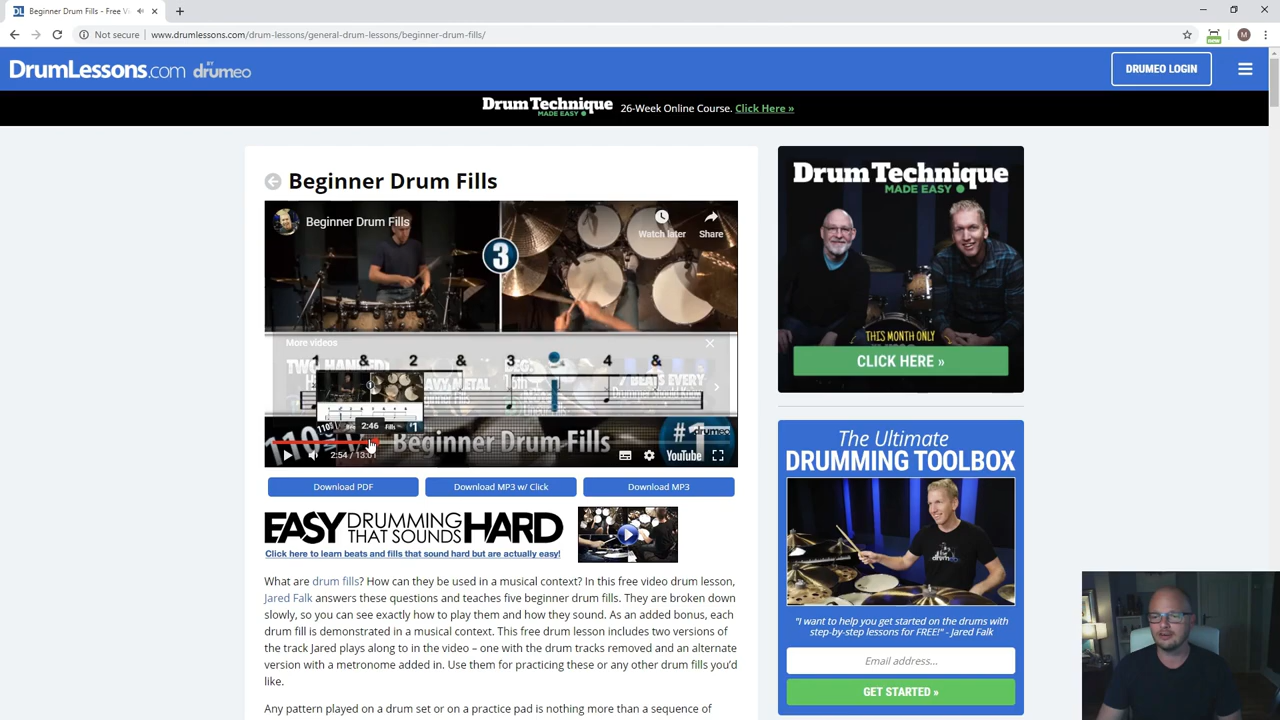 Beginner Drum Fills - Free Vi
Not secure | www.drumlessons.com/drum-lessons/general-drum-lessons/beginner-drum-fills/
new
M
DrumLessons.com BY drumeo
DRUMEO LOGIN
Drum Technique MADE EASY 26-Week Online Course. Click Here »
Beginner Drum Fills
Beginner Drum Fills
Watch later
Share
3
More videos
1 & 2 & 3 4 &
2:46
#1
drumeo
110
Beginner Drum Fills
YouTube
2:54 / 13:01
Download PDF
Download MP3 w/ Click
Download MP3
EASY DRUMMING THAT SOUNDS HARD
Click here to learn beats and fills that sound hard but are actually easy!
What are drum fills? How can they be used in a musical context? In this free video drum lesson,
Jared Falk answers these questions and teaches five beginner drum fills. They are broken down
slowly, so you can see exactly how to play them and how they sound. As an added bonus, each
drum fill is demonstrated in a musical context. This free drum lesson includes two versions of
the track Jared plays along to in the video – one with the drum tracks removed and an alternate
version with a metronome added in. Use them for practicing these or any other drum fills you’d
like.
Any pattern played on a drum set or on a practice pad is nothing more than a sequence of
Drum Technique
MADE EASY
THIS MONTH ONLY
CLICK HERE »
The Ultimate
DRUMMING TOOLBOX
drumeo
"I want to help you get started on the drums with
step-by-step lessons for FREE!" - Jared Falk
Email address...
GET STARTED »